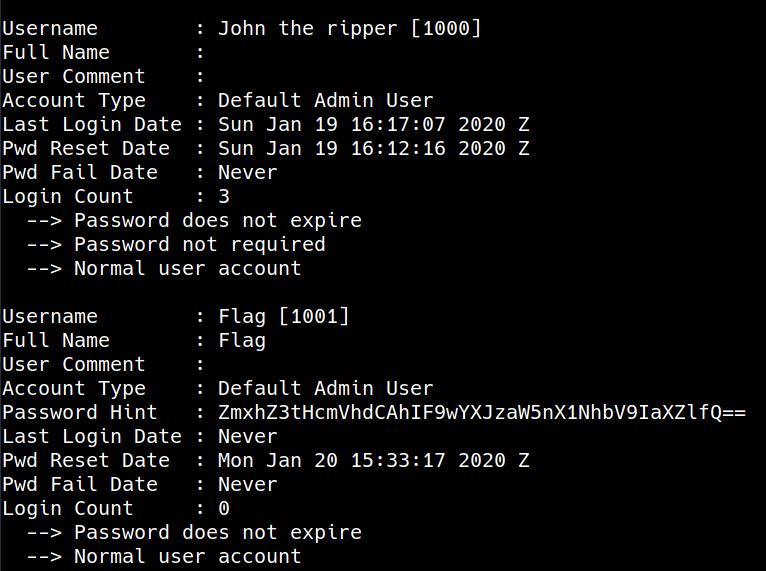 Username        : John the ripper [1000]
Full Name       :
User Comment    :
Account Type    : Default Admin User
Last Login Date : Sun Jan 19 16:17:07 2020 Z
Pwd Reset Date  : Sun Jan 19 16:12:16 2020 Z
Pwd Fail Date   : Never
Login Count     : 3
  --> Password does not expire
  --> Password not required
  --> Normal user account

Username        : Flag [1001]
Full Name       : Flag
User Comment    :
Account Type    : Default Admin User
Password Hint   : ZmxhZ3tHcmVhdCAhIF9wYXJzaW5nX1NhbV9IaXZlfQ==
Last Login Date : Never
Pwd Reset Date  : Mon Jan 20 15:33:17 2020 Z
Pwd Fail Date   : Never
Login Count     : 0
  --> Password does not expire
  --> Normal user account